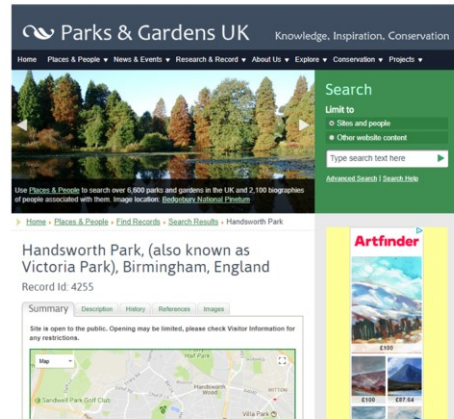 Parks & Gardens UK
Knowledge, Inspiration, Conservation
Home Places & People News & Events Research & Record About Us Explore Conservation Projects
Search
Limit to
Sites and people
Other website content
Type search text here
Advanced Search | Search Help
Use Places & People to search over 6,600 parks and gardens in the UK and 2,100 biographies
of people associated with them. Image location: Bedgebury National Pinetum
Home Places & People Find Records Search Results Handsworth Park
Handsworth Park, (also known as
Victoria Park), Birmingham, England
Record Id: 4255
Summary Description History References Images
Site is open to the public. Opening may be limited, please check Visitor Information for
any restrictions.
Map
Sandwell Park Golf Club
Handsworth
Wood
WITTON
Villa Park
Artfinder
£100
£100 £87.64